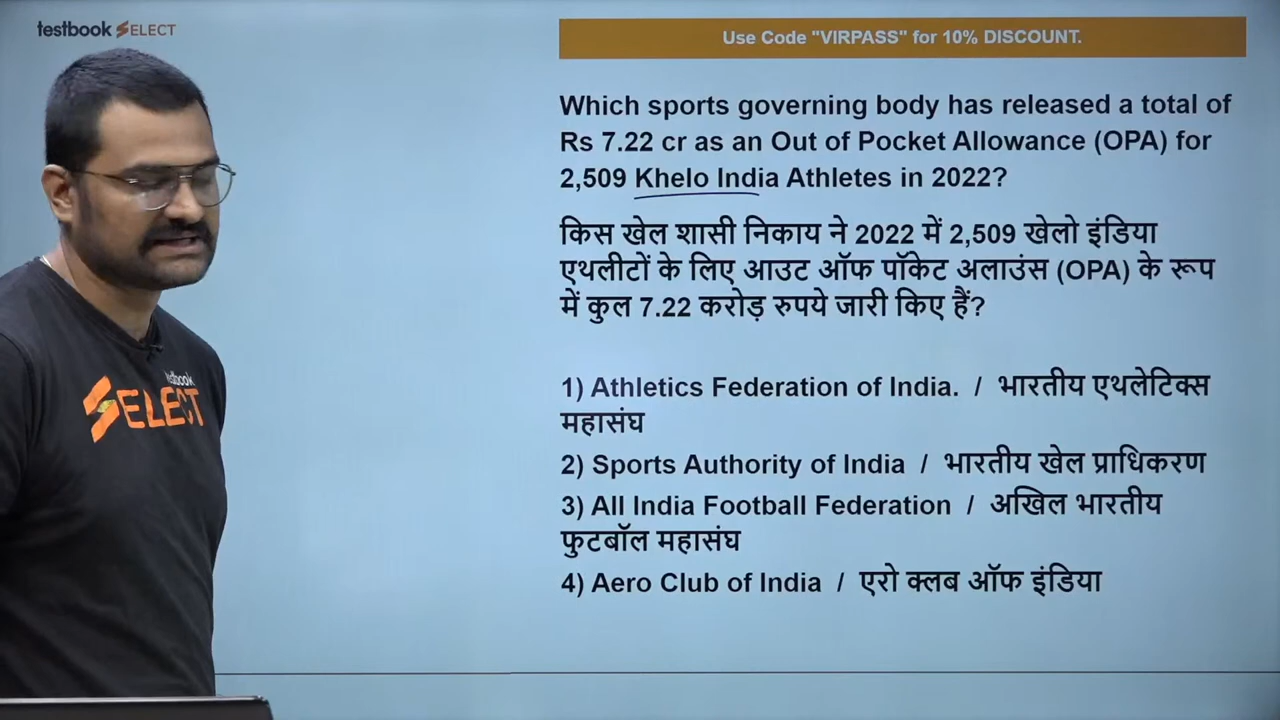 testbook SELECT
Use Code "VIRPASS" for 10% DISCOUNT.
Which sports governing body has released a total of
Rs 7.22 cr as an Out of Pocket Allowance (OPA) for
2,509 Khelo India Athletes in 2022?
किस खेल शासी निकाय ने 2022 में 2,509 खेलो इंडिया
एथलीटों के लिए आउट ऑफ पॉकेट अलाउंस (OPA) के रूप
में कुल 7.22 करोड़ रुपये जारी किए हैं?
1) Athletics Federation of India. / भारतीय एथलेटिक्स
महासंघ
2) Sports Authority of India / भारतीय खेल प्राधिकरण
3) All India Football Federation / अखिल भारतीय
फुटबॉल महासंघ
4) Aero Club of India / एरो क्लब ऑफ इंडिया
testbook
SELECT